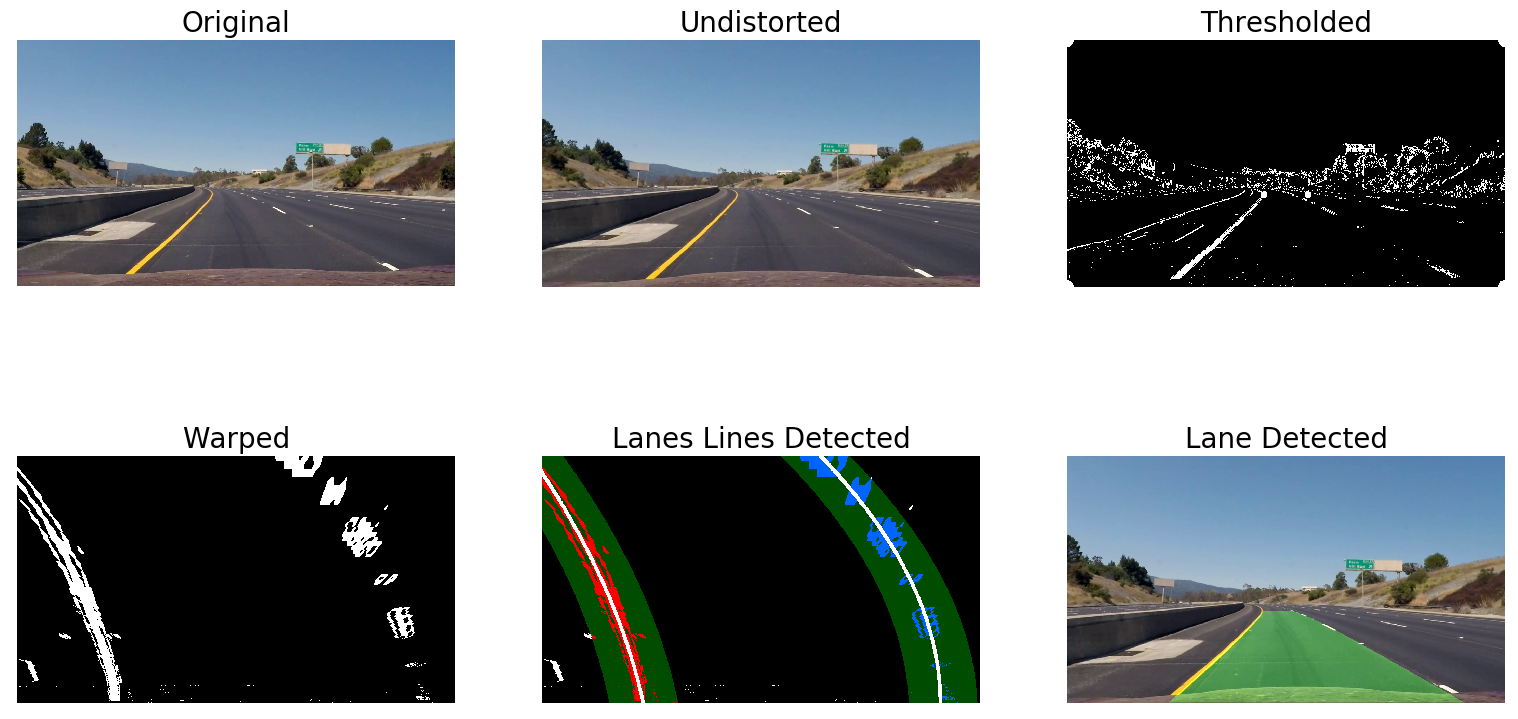 Original
Undistorted
Thresholded
Warped
Lanes Lines Detected
Lane Detected